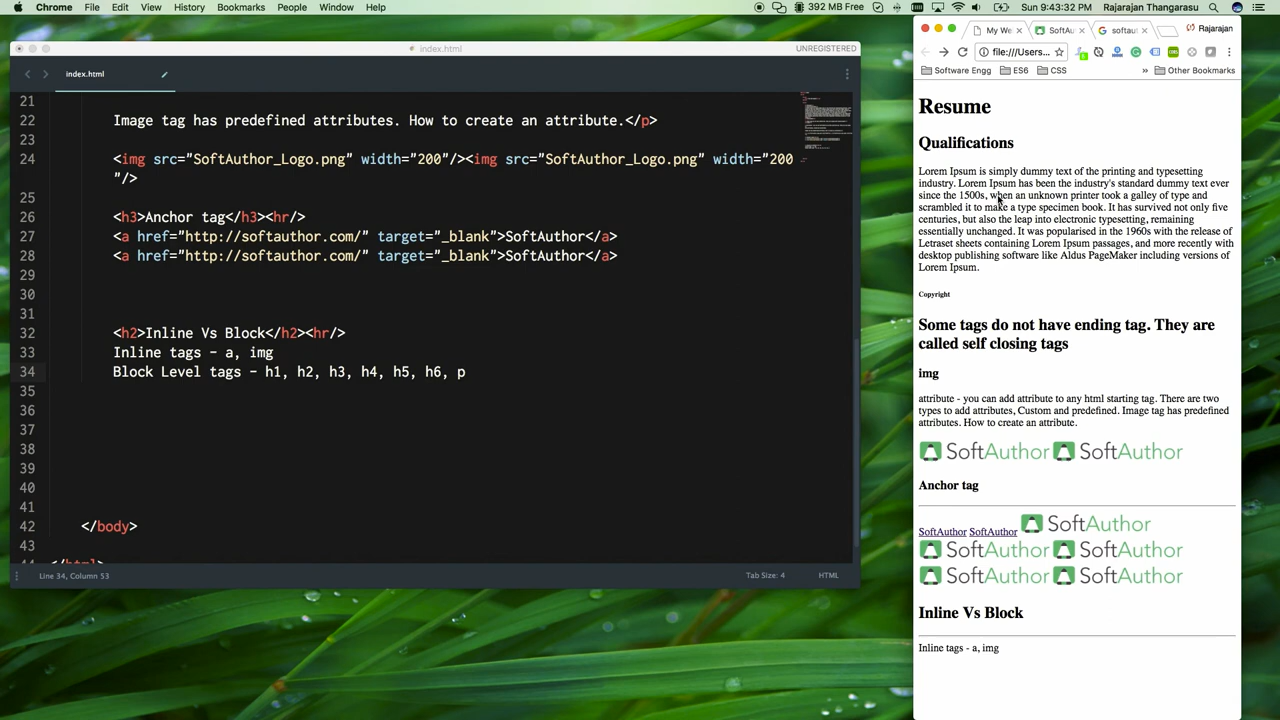 Chrome File Edit View History Bookmarks People Window Help
392 MB Free Sun 9:43:32 PM Rajarajan Thangarasu
index.html UNREGISTERED
index.html
21
22 tag has predefined attributes. How to create an attribute.</p>
23
24 <img src="SoftAuthor_Logo.png" width="200"/><img src="SoftAuthor_Logo.png" width="200
"/>
25
26 <h3>Anchor tag</h3><hr/>
27 <a href="http://softauthor.com/" target="_blank">SoftAuthor</a>
28 <a href="http://softauthor.com/" target="_blank">SoftAuthor</a>
29
30
31
32 <h2>Inline Vs Block</h2><hr/>
33 Inline tags - a, img
34 Block Level tags - h1, h2, h3, h4, h5, h6, p
35
36
37
38
39
40
41
42 </body>
43
Line 34, Column 53 Tab Size: 4 HTML
My We SoftAu softaut Rajarajan
file:///Users...
Software Engg ES6 CSS » Other Bookmarks
Resume
Qualifications
Lorem Ipsum is simply dummy text of the printing and typesetting
industry. Lorem Ipsum has been the industry's standard dummy text ever
since the 1500s, when an unknown printer took a galley of type and
scrambled it to make a type specimen book. It has survived not only five
centuries, but also the leap into electronic typesetting, remaining
essentially unchanged. It was popularised in the 1960s with the release of
Letraset sheets containing Lorem Ipsum passages, and more recently with
desktop publishing software like Aldus PageMaker including versions of
Lorem Ipsum.
Copyright
Some tags do not have ending tag. They are
called self closing tags
img
attribute - you can add attribute to any html starting tag. There are two
types to add attributes, Custom and predefined. Image tag has predefined
attributes. How to create an attribute.
SoftAuthor SoftAuthor
Anchor tag
SoftAuthor SoftAuthor SoftAuthor
SoftAuthor SoftAuthor
SoftAuthor SoftAuthor
Inline Vs Block
Inline tags - a, img